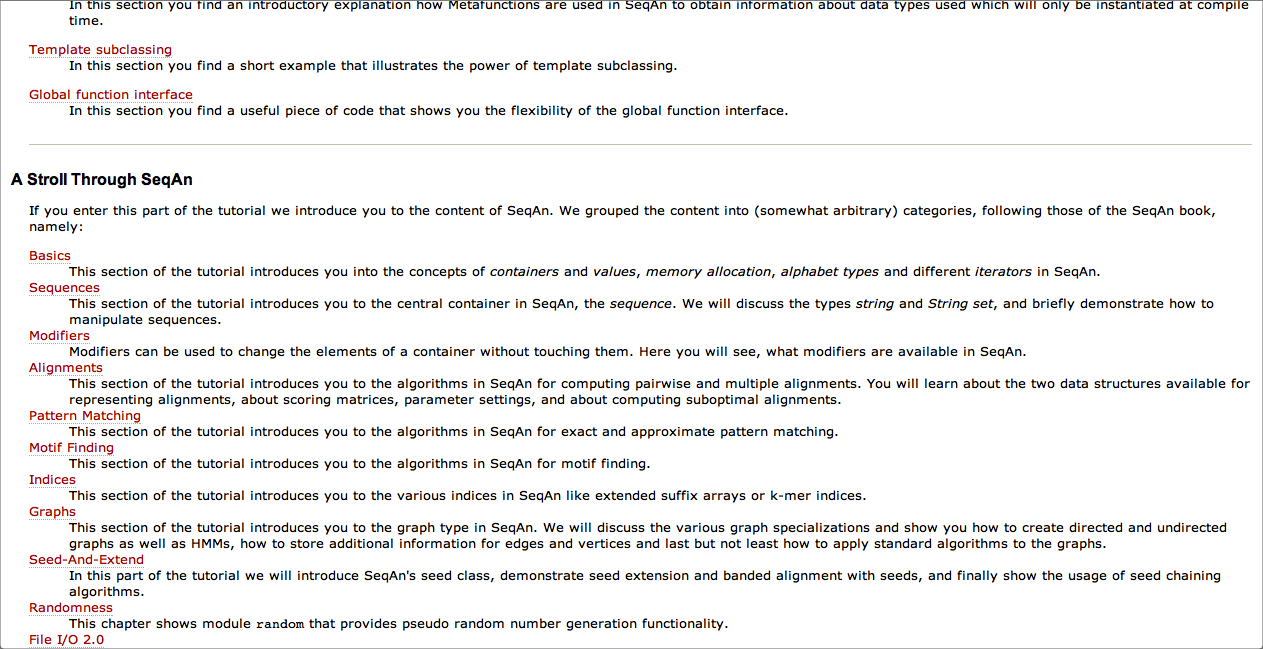 In this section you find an introductory explanation how Metafunctions are used in SeqAn to obtain information about data types used which will only be instantiated at compile
time.
Template subclassing
In this section you find a short example that illustrates the power of template subclassing.
Global function interface
In this section you find a useful piece of code that shows you the flexibility of the global function interface.
A Stroll Through SeqAn
If you enter this part of the tutorial we introduce you to the content of SeqAn. We grouped the content into (somewhat arbitrary) categories, following those of the SeqAn book,
namely:
Basics
This section of the tutorial introduces you into the concepts of containers and values, memory allocation, alphabet types and different iterators in SeqAn.
Sequences
This section of the tutorial introduces you to the central container in SeqAn, the sequence. We will discuss the types string and String set, and briefly demonstrate how to
manipulate sequences.
Modifiers
Modifiers can be used to change the elements of a container without touching them. Here you will see, what modifiers are available in SeqAn.
Alignments
This section of the tutorial introduces you to the algorithms in SeqAn for computing pairwise and multiple alignments. You will learn about the two data structures available for
representing alignments, about scoring matrices, parameter settings, and about computing suboptimal alignments.
Pattern Matching
This section of the tutorial introduces you to the algorithms in SeqAn for exact and approximate pattern matching.
Motif Finding
This section of the tutorial introduces you to the algorithms in SeqAn for motif finding.
Indices
This section of the tutorial introduces you to the various indices in SeqAn like extended suffix arrays or k-mer indices.
Graphs
This section of the tutorial introduces you to the graph type in SeqAn. We will discuss the various graph specializations and show you how to create directed and undirected
graphs as well as HMMs, how to store additional information for edges and vertices and last but not least how to apply standard algorithms to the graphs.
Seed-And-Extend
In this part of the tutorial we will introduce SeqAn's seed class, demonstrate seed extension and banded alignment with seeds, and finally show the usage of seed chaining
algorithms.
Randomness
This chapter shows module random that provides pseudo random number generation functionality.
File I/O 2.0